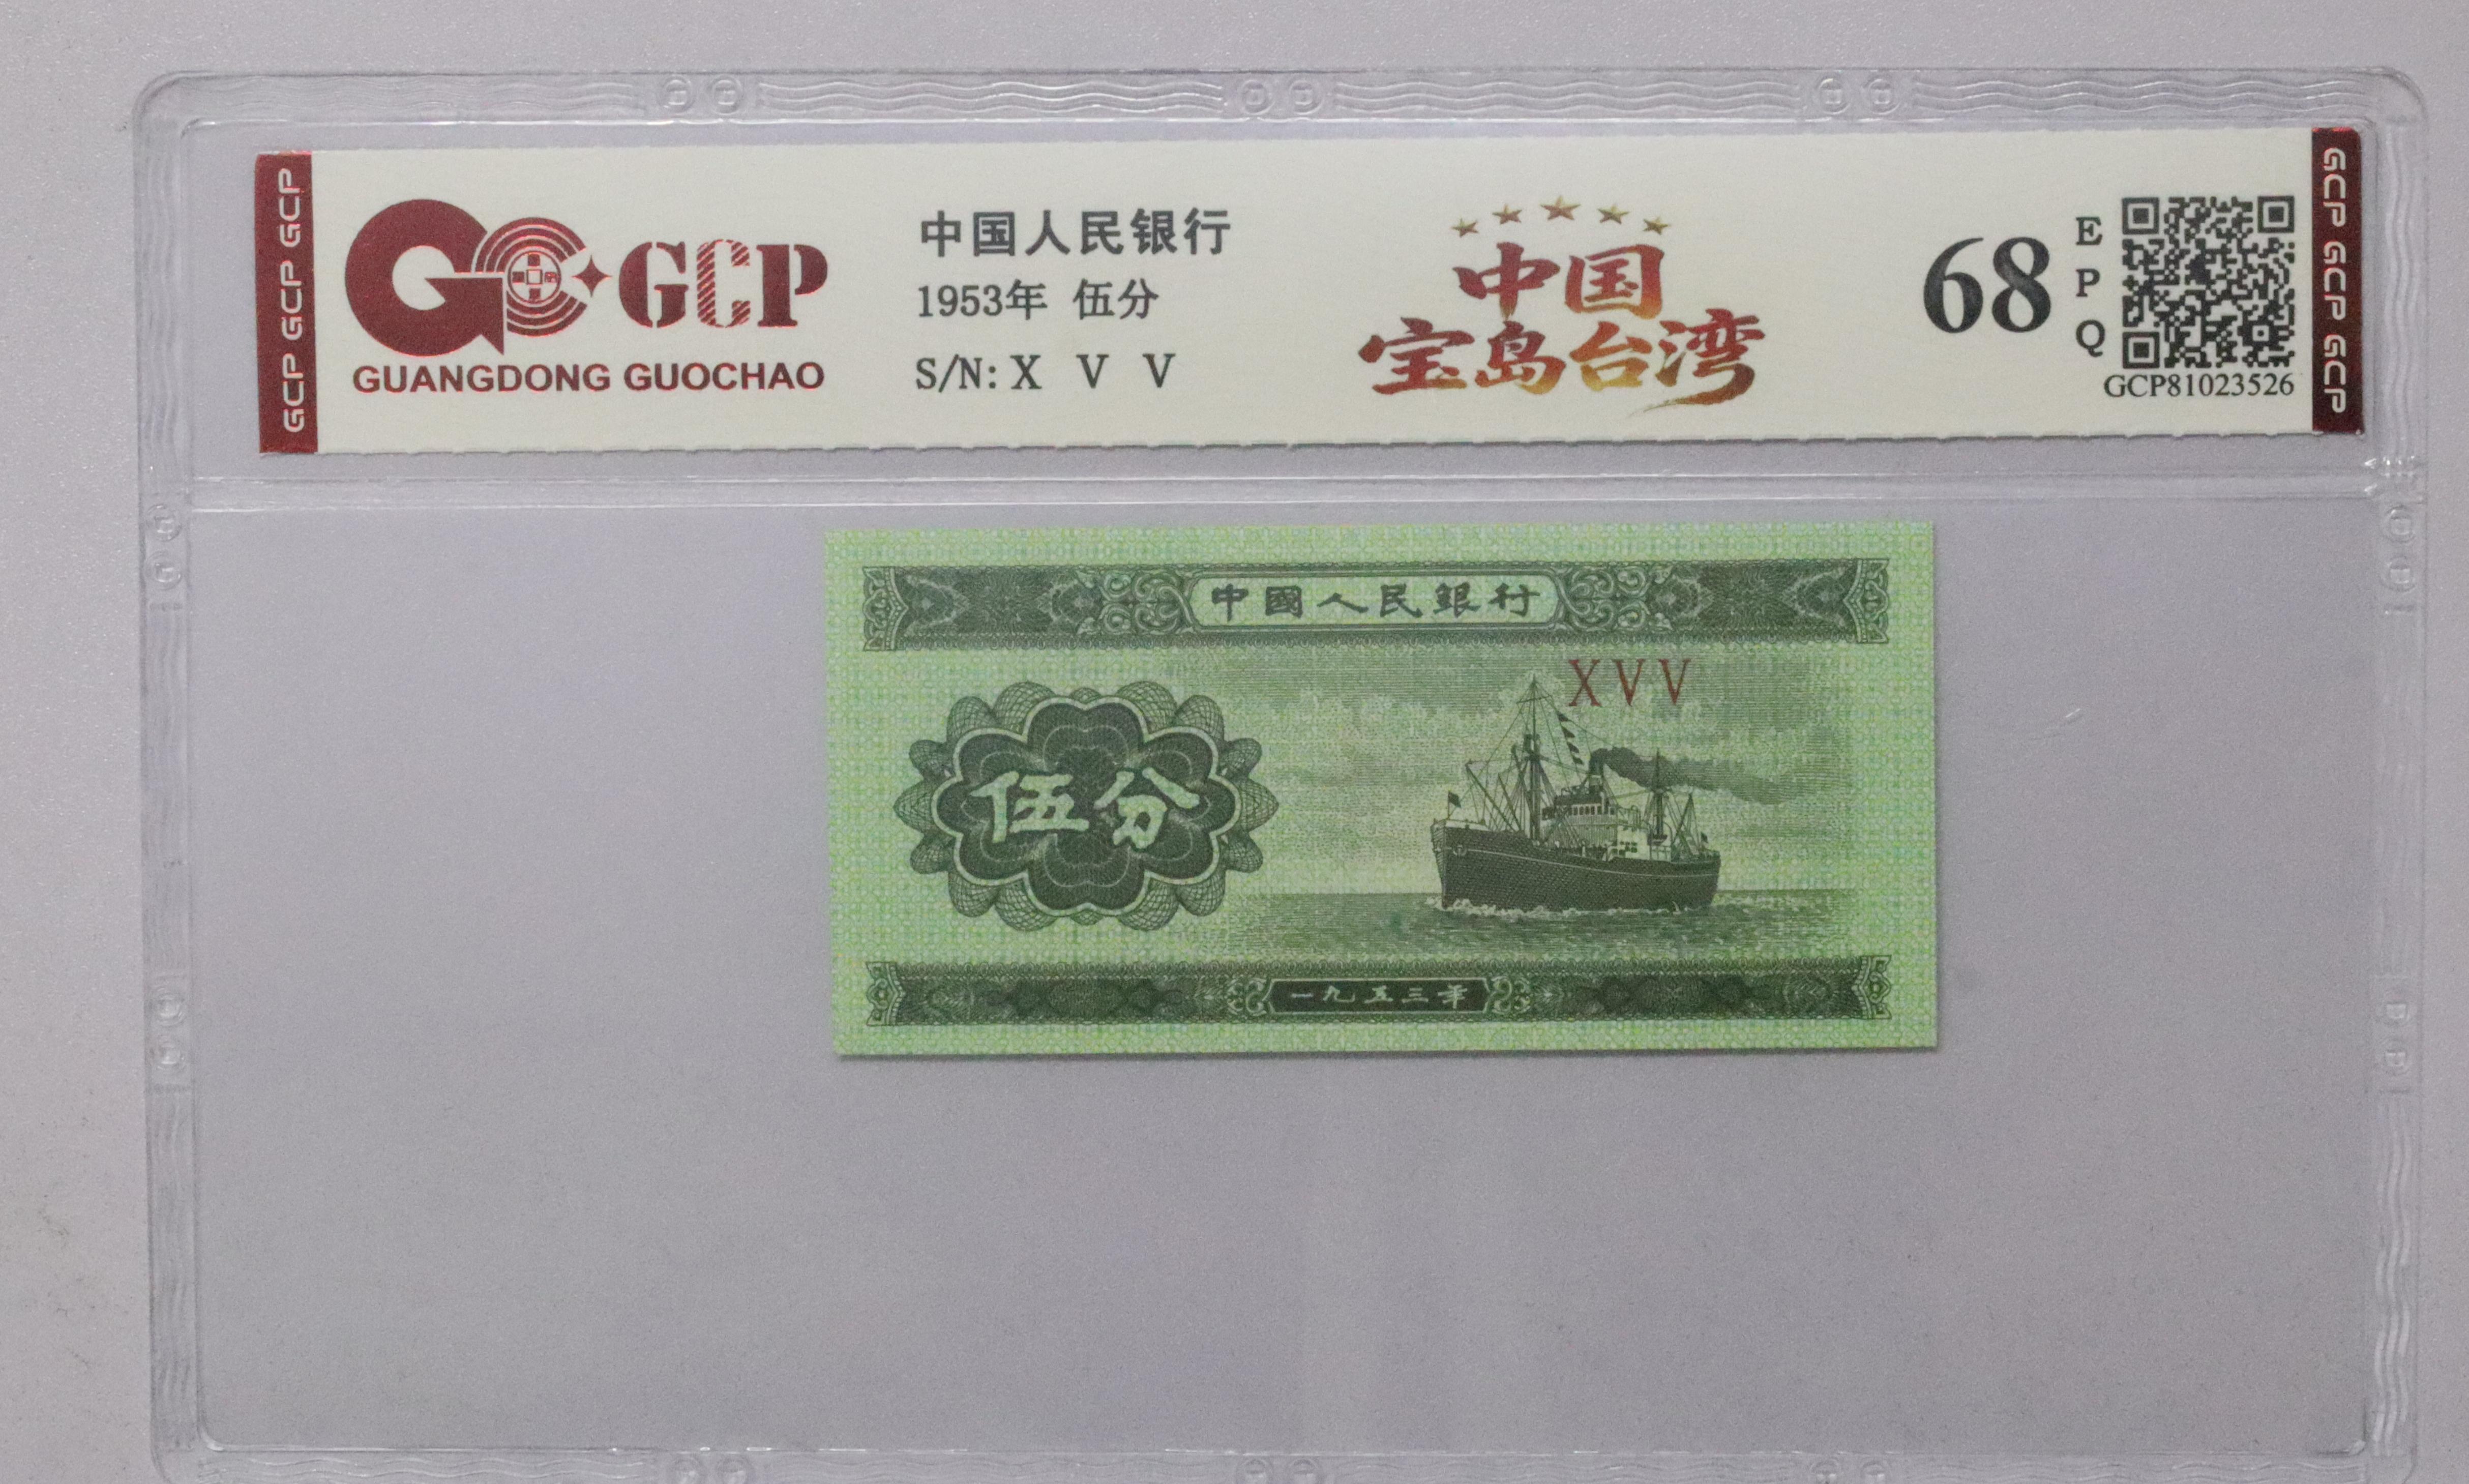 GCP GCP GCP
GCP
GUANGDONG GUOCHAO
中国人民银行
1953年 伍分
S/N: X V V
中国
宝岛台湾
68
E
P
Q
GCP81023526
GCP GCP GCP
中國人民銀行
XVV
伍分
一九五三年